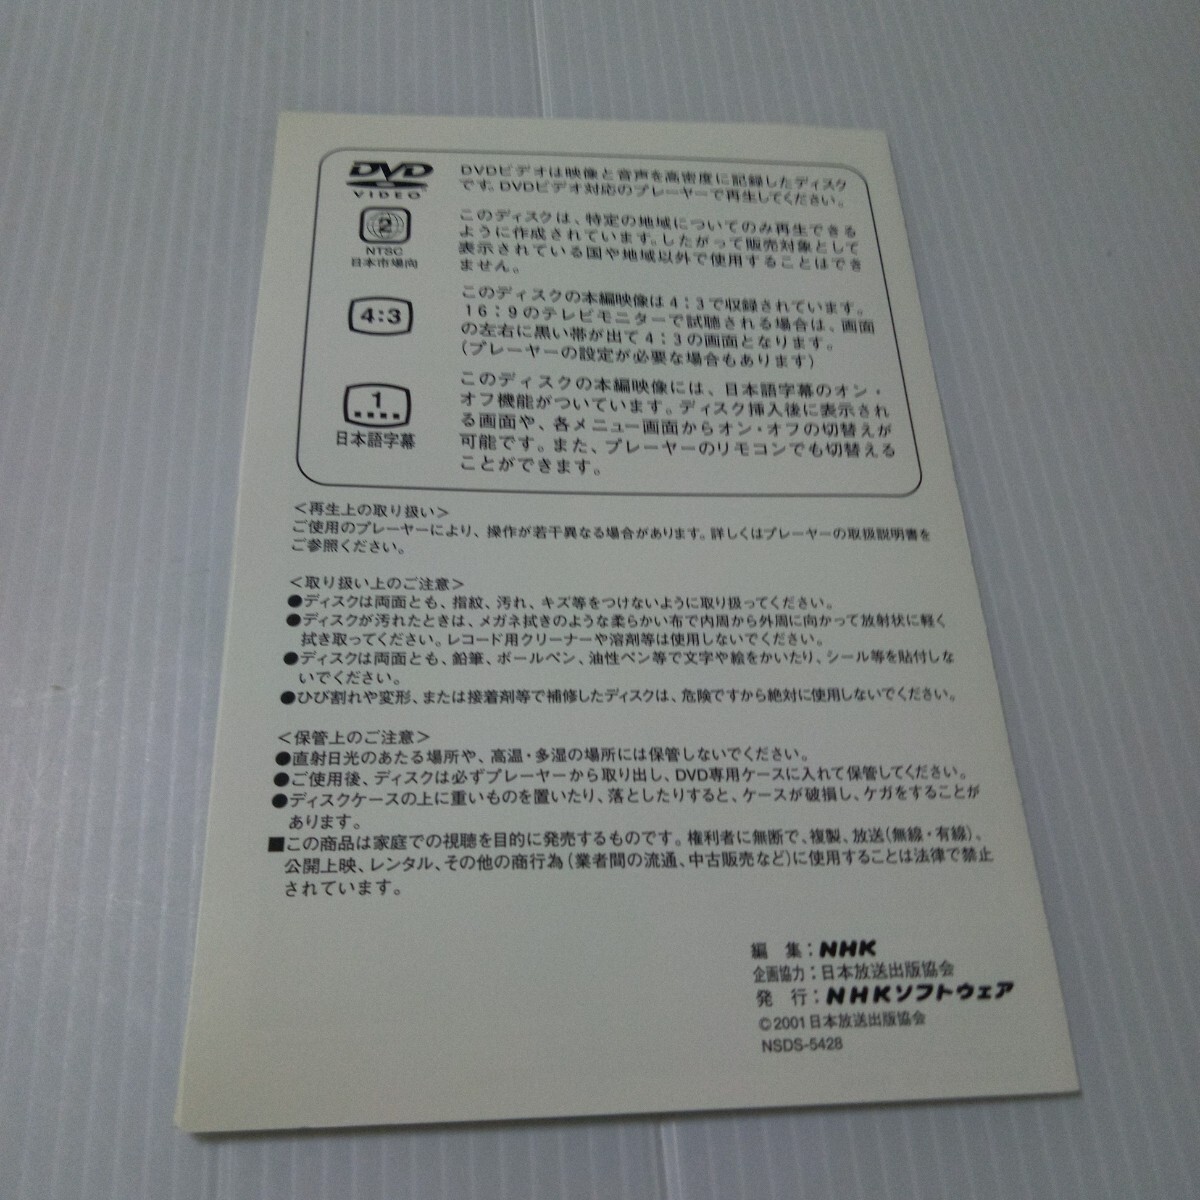 DVD
VIDEO
DVDビデオは映像と音声を高密度に記録したディスク
です。DVDビデオ対応のプレーヤーで再生してください。
2
NTSC
日本市場向
このディスクは、特定の地域についてのみ再生できる
ように作成されています。したがって販売対象として
表示されている国や地域以外で使用することはでき
ません。
4:3
このディスクの本編映像は4:3で収録されています。
16:9のテレビモニターで試聴される場合は、画面
の左右に黒い帯が出て4:3の画面となります。
(プレーヤーの設定が必要な場合もあります)
1
日本語字幕
このディスクの本編映像には、日本語字幕のオン・
オフ機能がついています。ディスク挿入後に表示され
る画面や、各メニュー画面からオン・オフの切替えが
可能です。また、プレーヤーのリモコンでも切替える
ことができます。
<再生上の取り扱い>
ご使用のプレーヤーにより、操作が若干異なる場合があります。詳しくはプレーヤーの取扱説明書を
ご参照ください。
<取り扱い上のご注意>
●ディスクは両面とも、指紋、汚れ、キズ等をつけないように取り扱ってください。
●ディスクが汚れたときは、メガネ拭きのような柔らかい布で内周から外周に向かって放射状に軽く
拭き取ってください。レコード用クリーナーや溶剤等は使用しないでください。
●ディスクは両面とも、鉛筆、ボールペン、油性ペン等で文字や絵をかいたり、シール等を貼付しな
いでください。
●ひび割れや変形、または接着剤等で補修したディスクは、危険ですから絶対に使用しないでください。
<保管上のご注意>
●直射日光のあたる場所や、高温・多湿の場所には保管しないでください。
●ご使用後、ディスクは必ずプレーヤーから取り出し、DVD専用ケースに入れて保管してください。
●ディスクケースの上に重いものを置いたり、落としたりすると、ケースが破損し、ケガをすることが
あります。
■この商品は家庭での視聴を目的に発売するものです。権利者に無断で、複製、放送(無線・有線)、
公開上映、レンタル、その他の商行為(業者間の流通、中古販売など)に使用することは法律で禁止
されています。
編 集:NHK
企画協力:日本放送出版協会
発 行:NHKソフトウェア
©2001日本放送出版協会
NSDS-5428